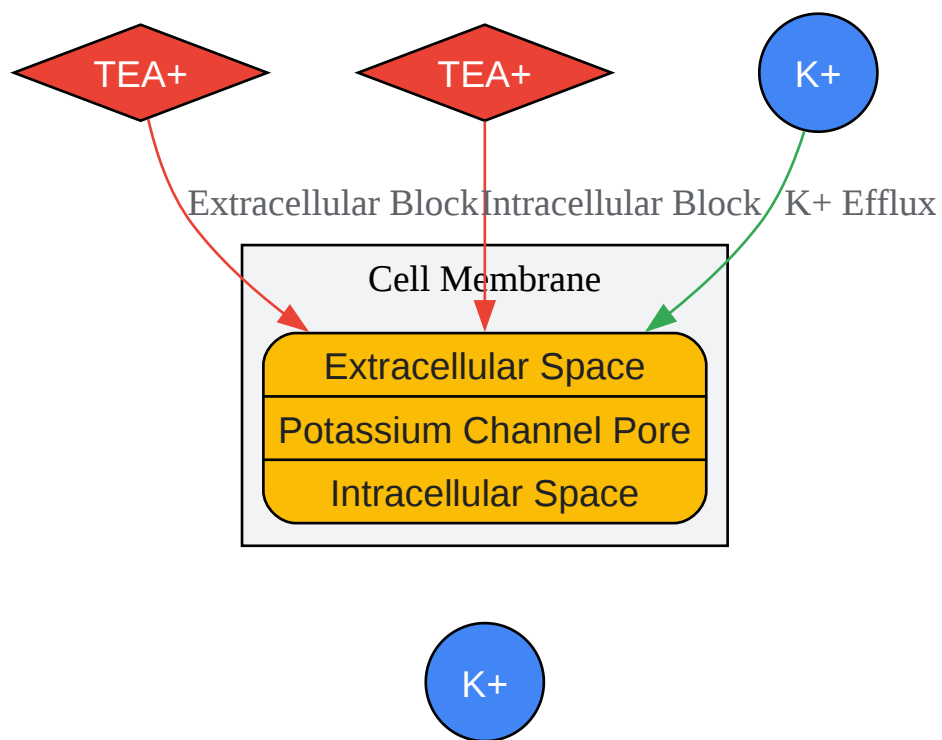 TEA+
TEA+
K+
Extracellular Block
Intracellular Block
K+ Efflux
Cell Membrane
Extracellular Space
Potassium Channel Pore
Intracellular Space
K+